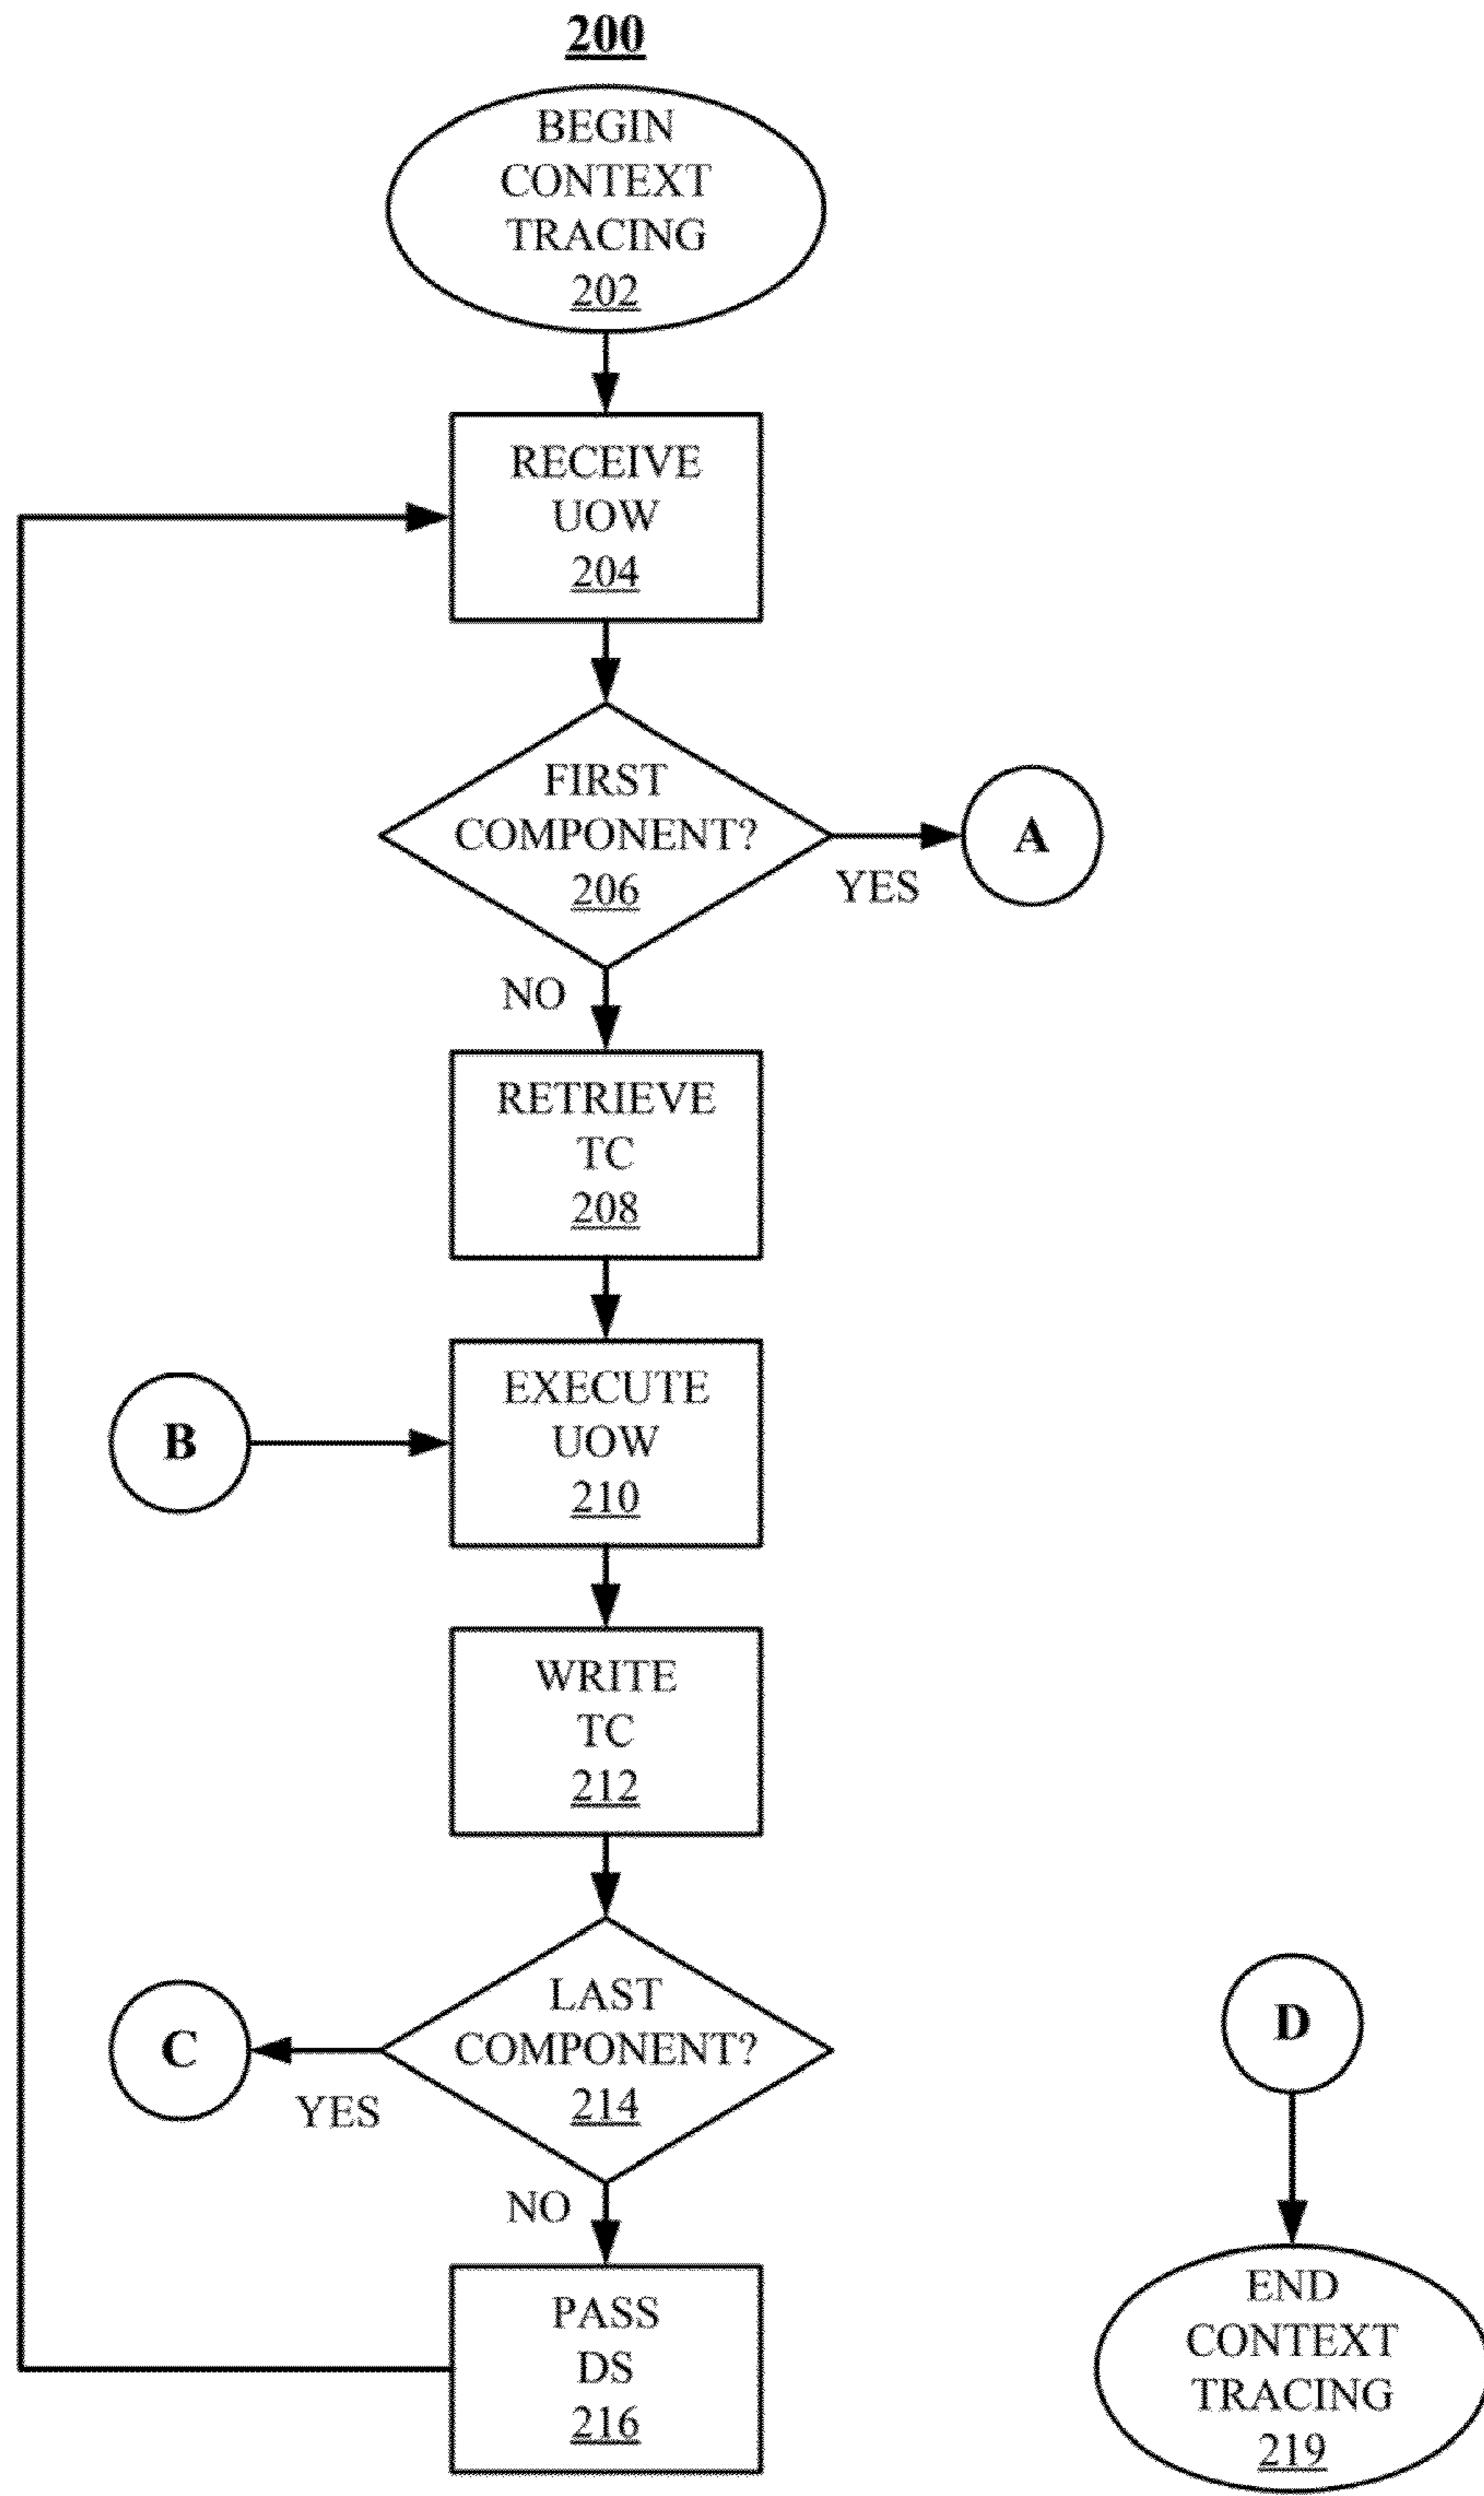 200
BEGIN
CONTEXT
TRACING
202
RECEIVE
UOW
204
FIRST
COMPONENT?
206
YES
A
NO
RETRIEVE
TC
208
B
EXECUTE
UOW
210
WRITE
TC
212
C
YES
LAST
COMPONENT?
214
NO
PASS
DS
216
D
END
CONTEXT
TRACING
219